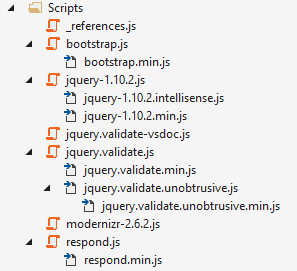 Scripts
_references.js
bootstrap.js
bootstrap.min.js
jquery-1.10.2.js
jquery-1.10.2.intellisense.js
jquery-1.10.2.min.js
jquery.validate-vsdoc.js
jquery.validate.js
jquery.validate.min.js
jquery.validate.unobtrusive.js
jquery.validate.unobtrusive.min.js
modernizr-2.6.2.js
respond.js
respond.min.js